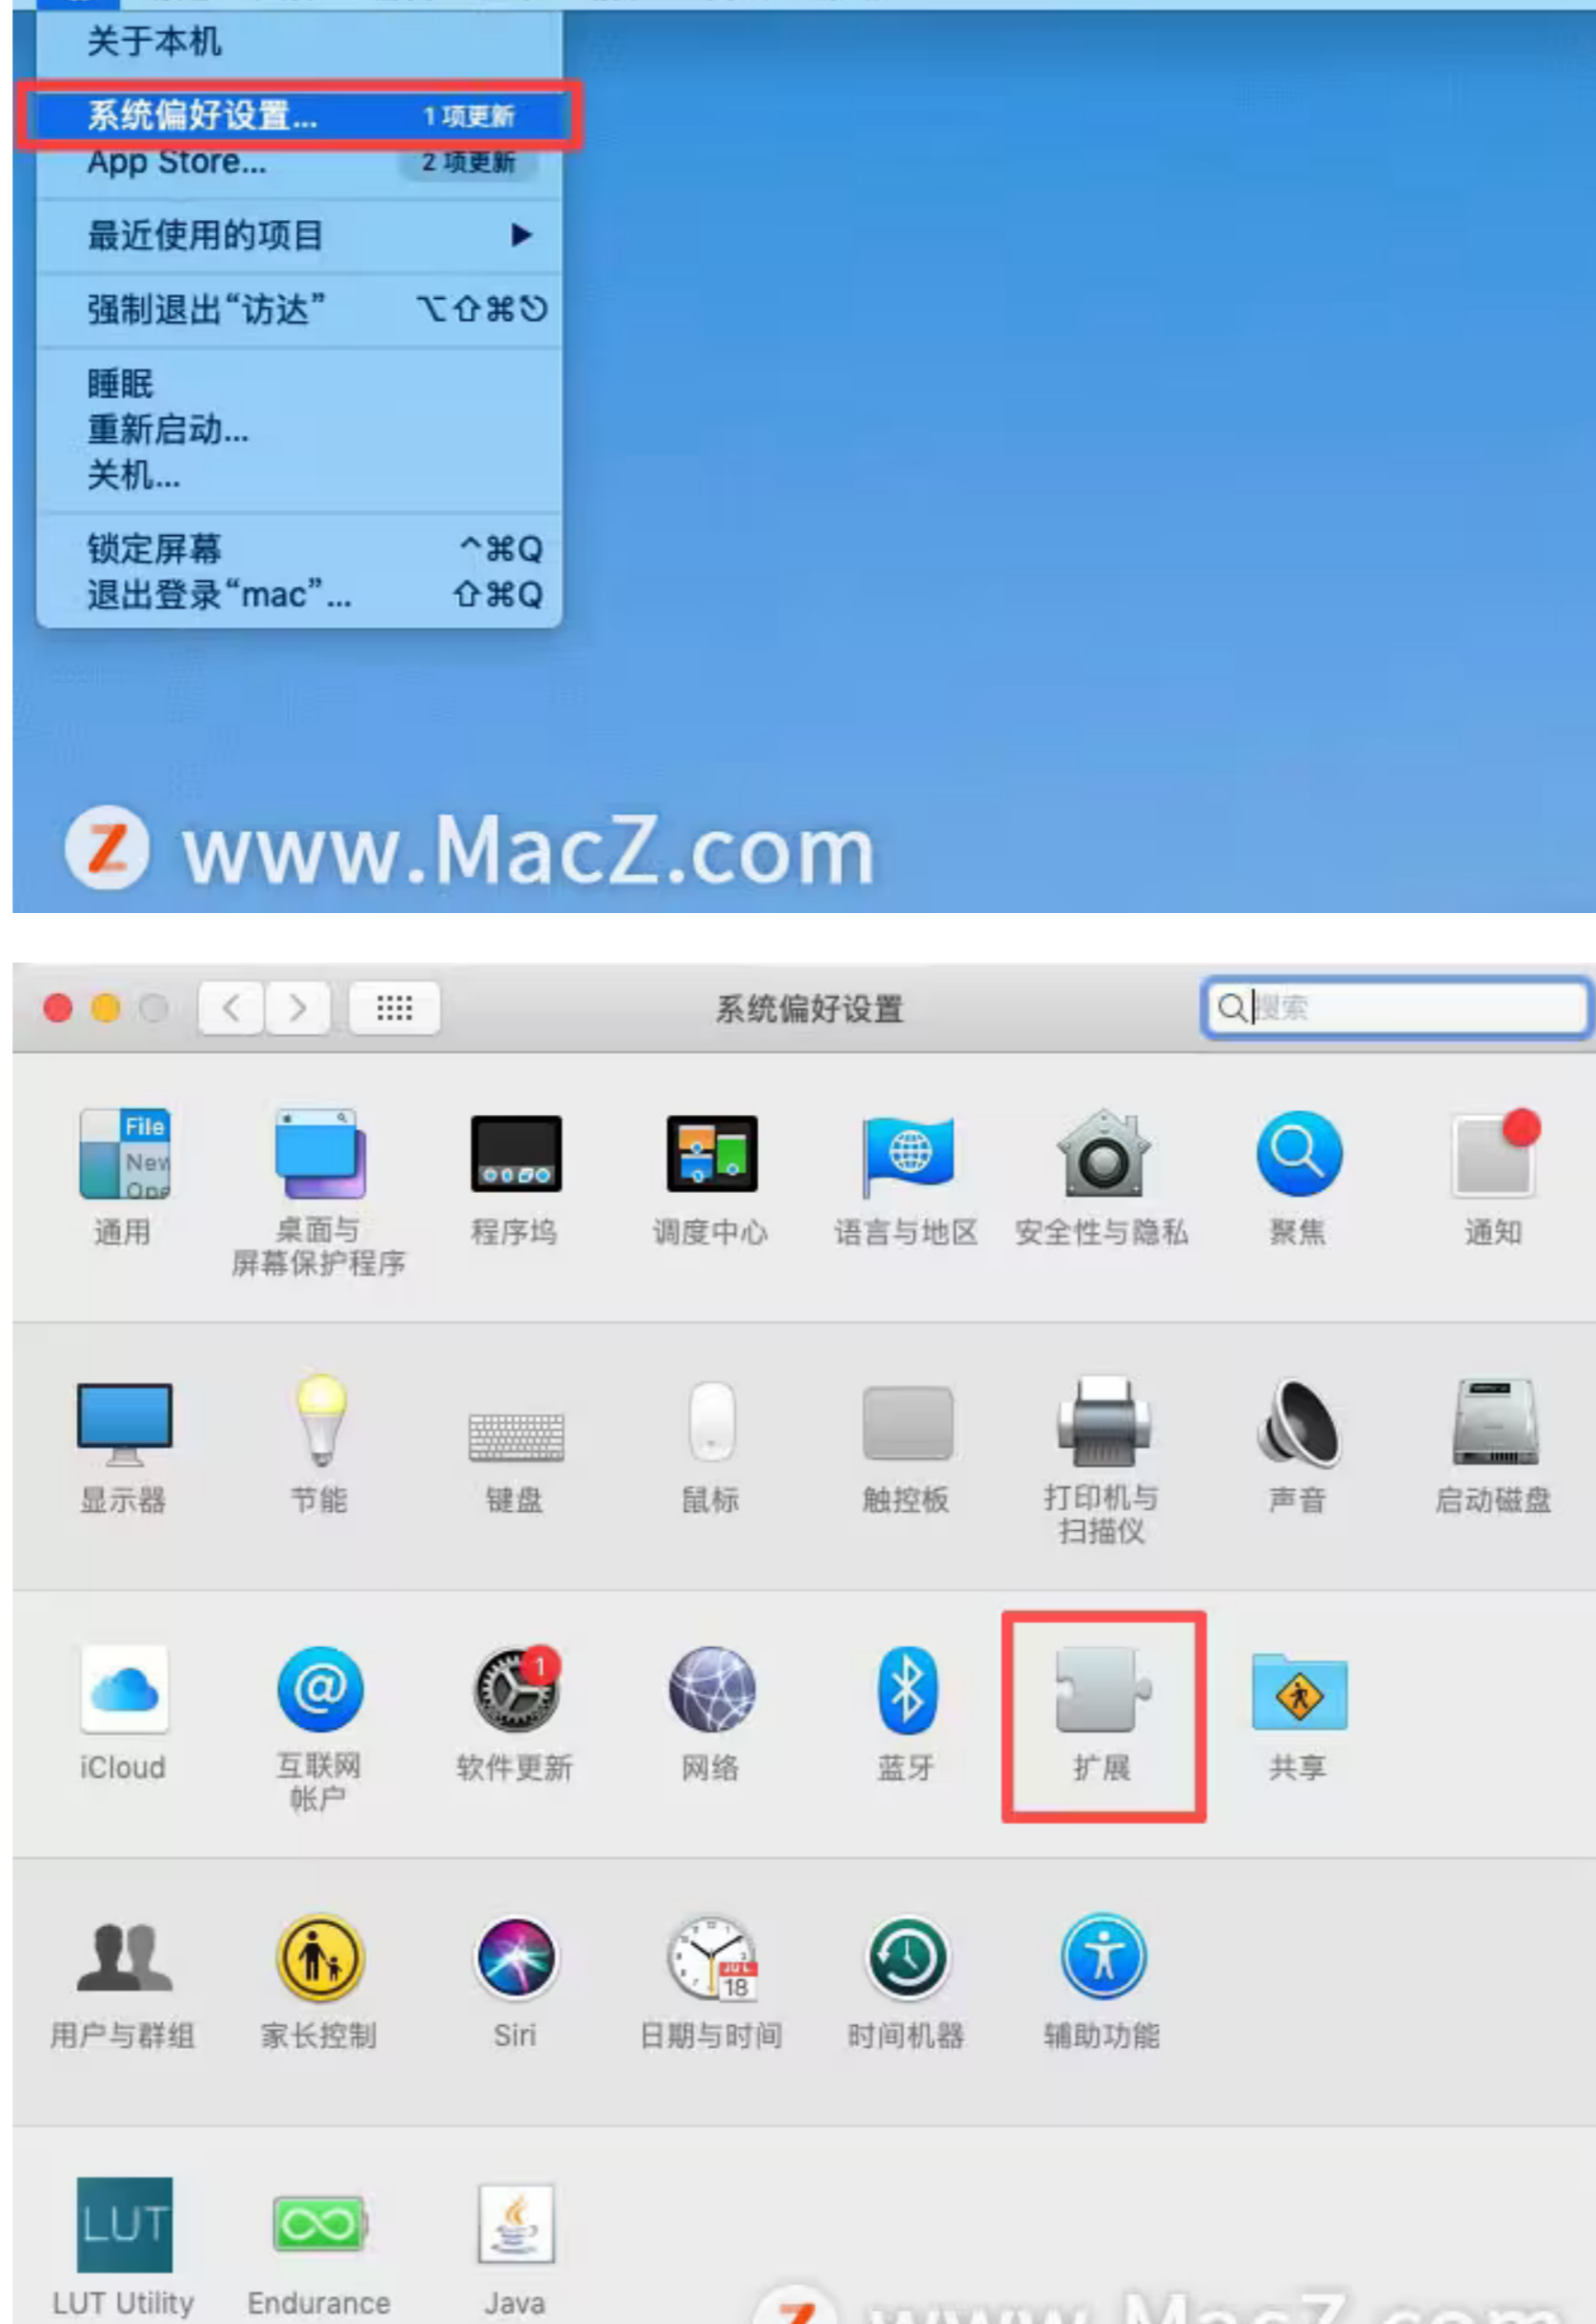 关于本机
系统偏好设置... 1 项更新
App Store... 2 项更新
最近使用的项目
强制退出“访达” ⌥⇧⌘⎋
睡眠
重新启动...
关机...
锁定屏幕 ^⌘Q
退出登录“mac”... ⇧⌘Q
Z www.MacZ.com
系统偏好设置 搜索
File
New
Ope
通用 桌面与 程序坞 调度中心 语言与地区 安全性与隐私 聚焦 通知
屏幕保护程序
显示器 节能 键盘 鼠标 触控板 打印机与 声音 启动磁盘
扫描仪
1
iCloud 互联网 软件更新 网络 蓝牙 扩展 共享
帐户
JUL
18
用户与群组 家长控制 Siri 日期与时间 时间机器 辅助功能
LUT
LUT Utility Endurance Java
Z www.MacZ.com